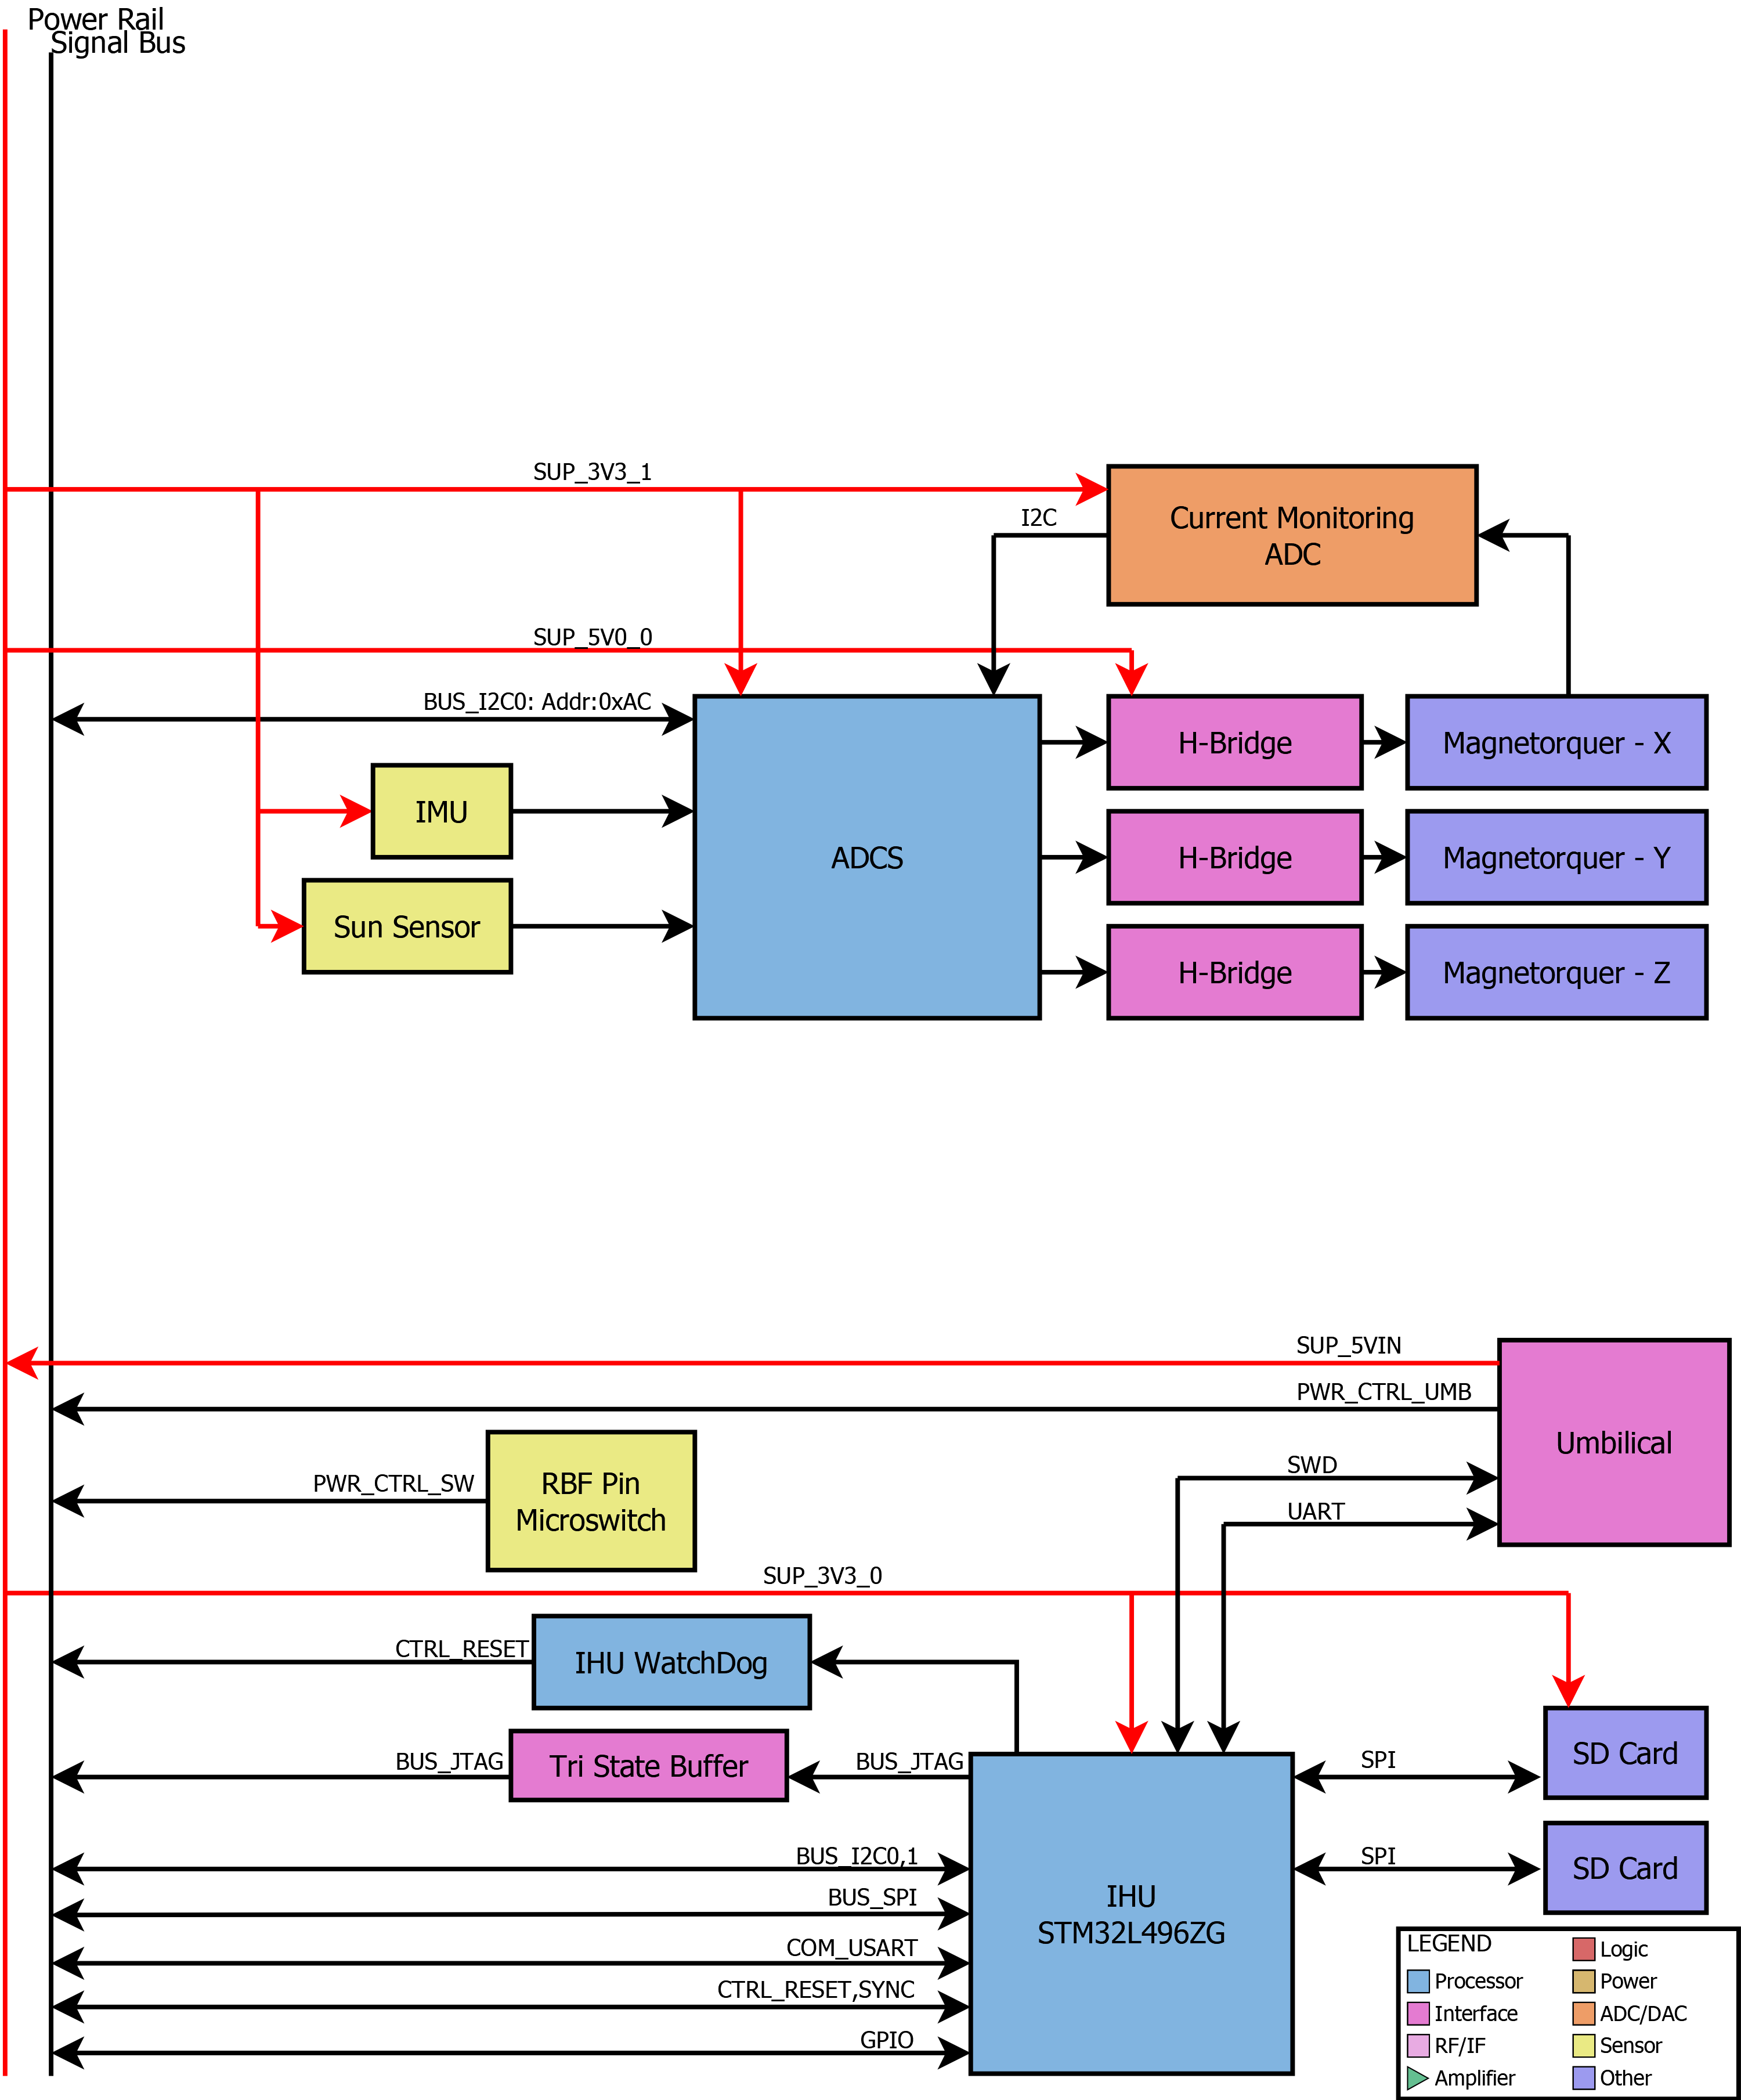 Power Rail
Signal Bus
SUP_3V3_1
Current Monitoring
ADC
I2C
SUP_5V0_0
BUS_I2C0: Addr:0xAC
H-Bridge
Magnetorquer - X
IMU
ADCS
H-Bridge
Magnetorquer - Y
Sun Sensor
H-Bridge
Magnetorquer - Z
SUP_5VIN
PWR_CTRL_UMB
Umbilical
SWD
PWR_CTRL_SW
RBF Pin
Microswitch
UART
SUP_3V3_0
CTRL_RESET
IHU WatchDog
BUS_JTAG
Tri State Buffer
BUS_JTAG
SPI
SD Card
BUS_I2C0,1
SPI
SD Card
BUS_SPI
IHU
STM32L496ZG
COM_USART
CTRL_RESET,SYNC
GPIO
LEGEND
Processor
Interface
RF/IF
Amplifier
Logic
Power
ADC/DAC
Sensor
Other